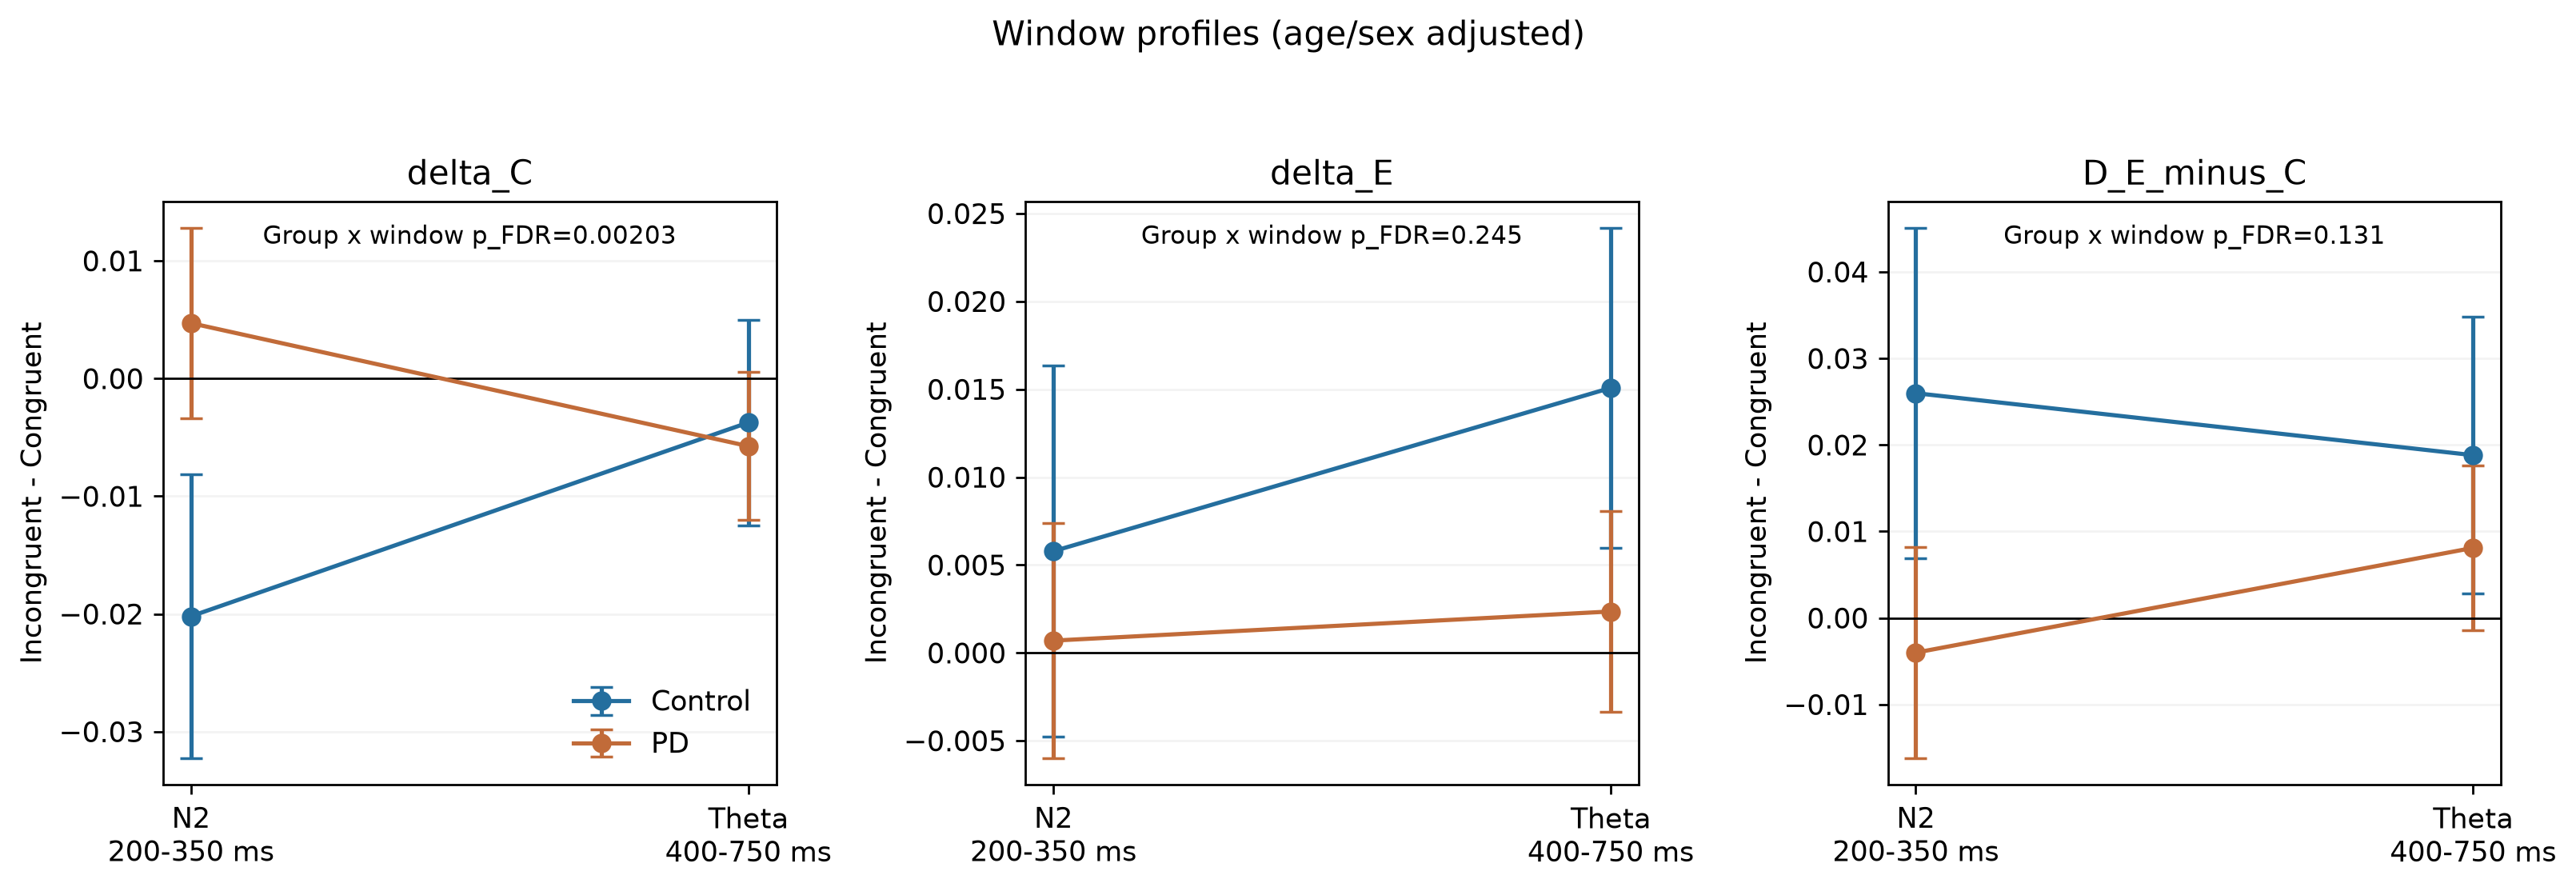 Window profiles (age/sex adjusted)
delta_C
Group x window p_FDR=0.00203
Incongruent - Congruent
0.01
0.00
−0.01
−0.02
−0.03
Control
PD
N2
200-350 ms
Theta
400-750 ms
delta_E
Group x window p_FDR=0.245
Incongruent - Congruent
0.025
0.020
0.015
0.010
0.005
0.000
−0.005
N2
200-350 ms
Theta
400-750 ms
D_E_minus_C
Group x window p_FDR=0.131
Incongruent - Congruent
0.04
0.03
0.02
0.01
0.00
−0.01
N2
200-350 ms
Theta
400-750 ms